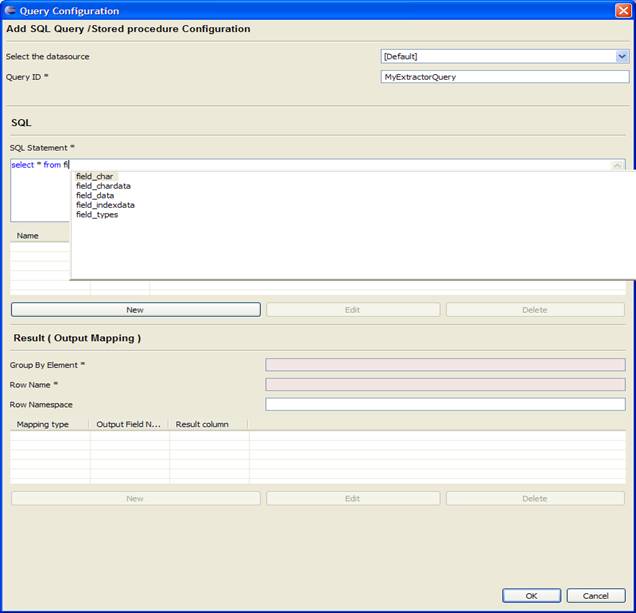 Query Configuration
Add SQL Query /Stored procedure Configuration
Select the datasource [Default]
Query ID * MyExtractorQuery
SQL
SQL Statement *
select * from fi
field_char
field_chardata
field_data
field_indexdata
field_types
Name
New Edit Delete
Result ( Output Mapping )
Group By Element *
Row Name *
Row Namespace
Mapping type Output Field N... Result column
New Edit Delete
OK Cancel